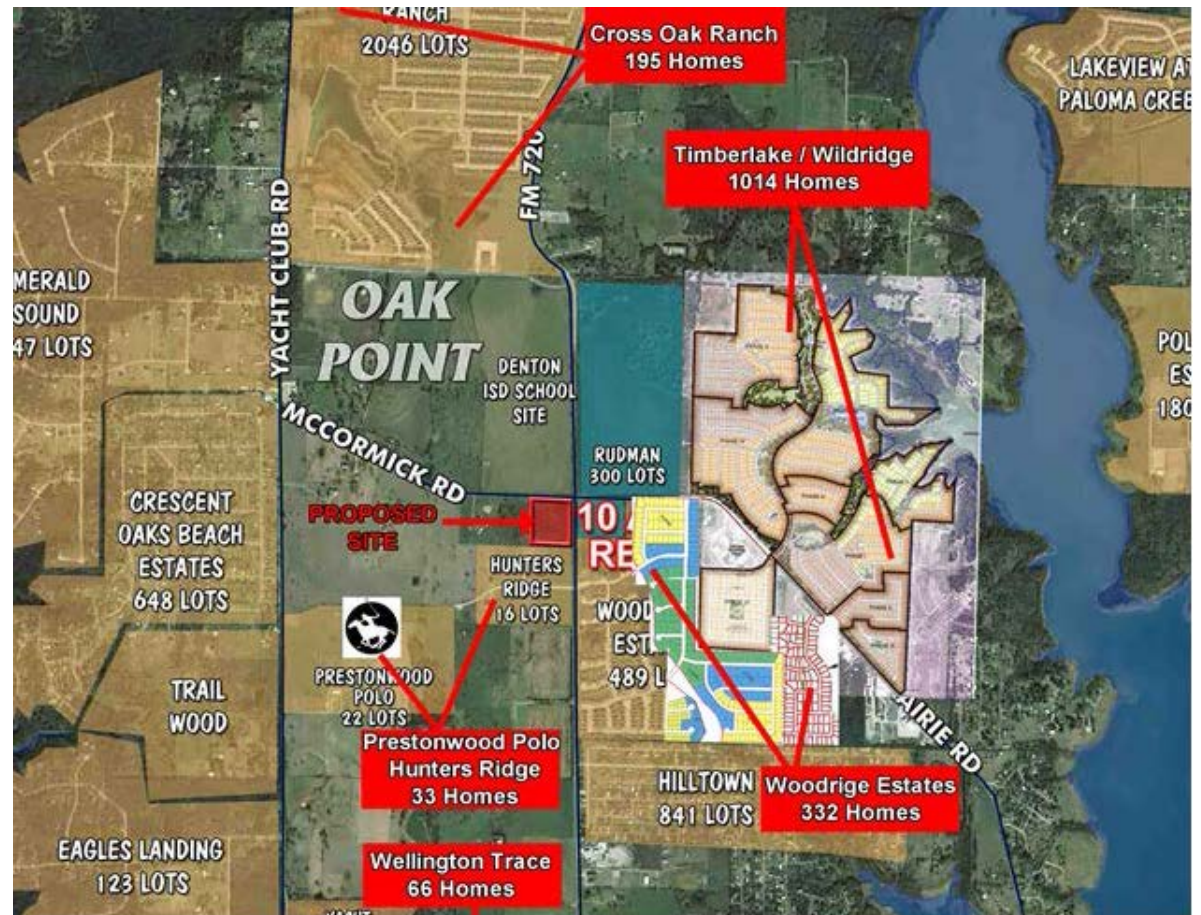 RANCH
2046 LOTS
Cross Oak Ranch
195 Homes
LAKEVIEW AT
PALOMA CREE
Timberlake / Wildridge
1014 Homes
FM 720
YACHT CLUB RD
MERALD
SOUND
47 LOTS
OAK
POINT
DENTON
ISD SCHOOL
SITE
POL
ES
180
MCCORMICK RD
RUDMAN
300 LOTS
CRESCENT
OAKS BEACH
ESTATES
648 LOTS
PROPOSED
SITE
10 A
RE
HUNTERS
RIDGE
16 LOTS
WOOD
EST
489 L
PRESTONWOOD
POLO
22 LOTS
TRAIL
WOOD
AIRIE RD
Prestonwood Polo
Hunters Ridge
33 Homes
HILLTOWN
841 LOTS
Woodrige Estates
332 Homes
EAGLES LANDING
123 LOTS
Wellington Trace
66 Homes
YACHT